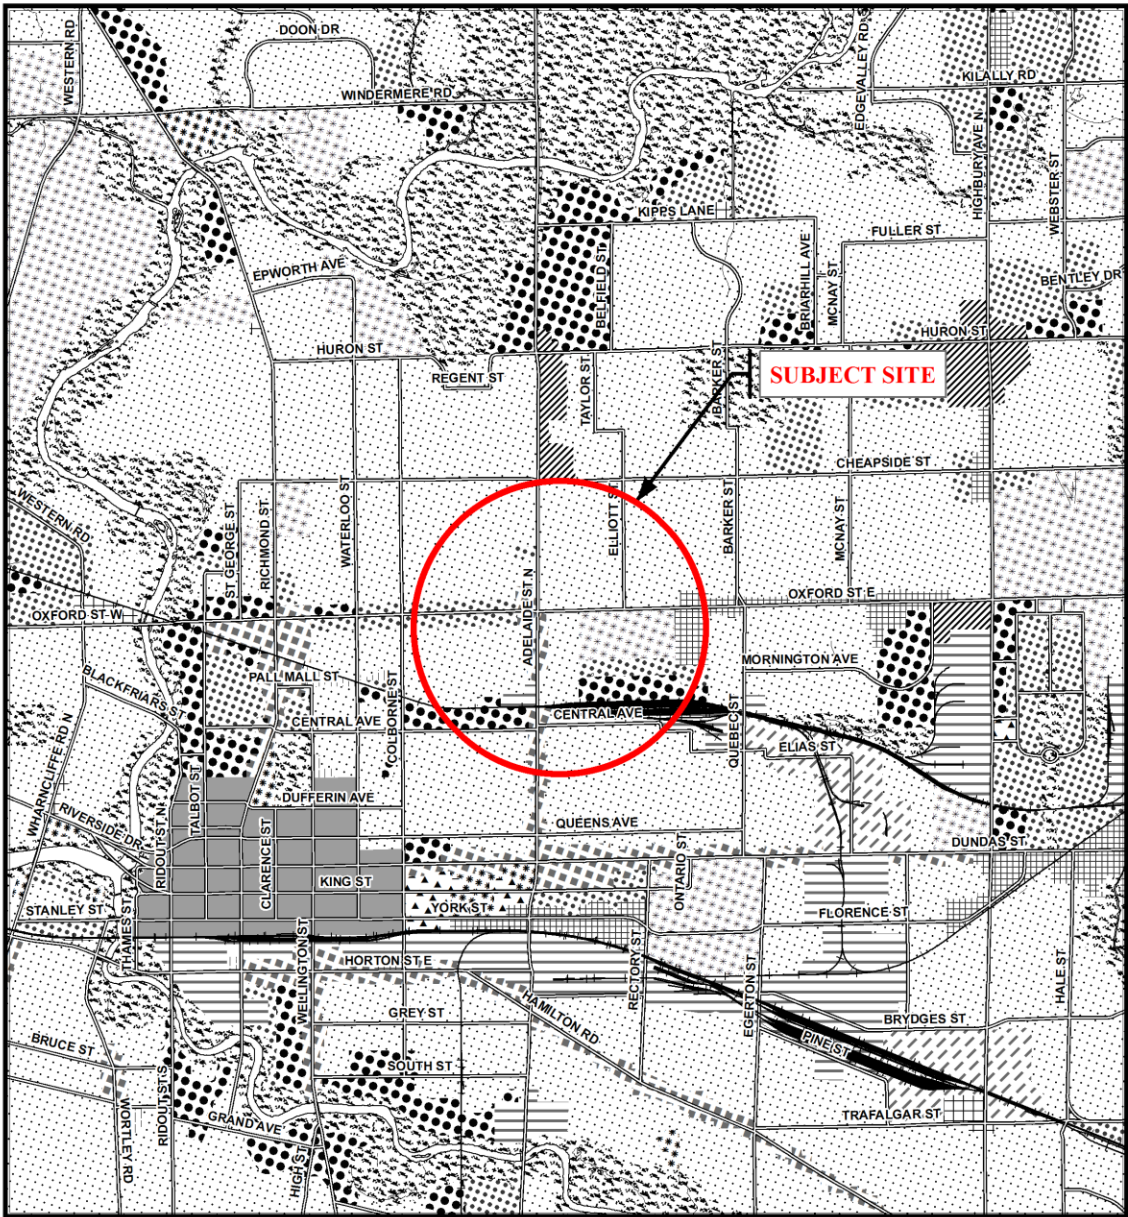 WESTERN RD
DOON DR
EDGEVALLEY RD
KILALLY RD
WINDERMERE RD
HIGHBURY AVE N
WEBSTER ST
KIPPS LANE
FULLER ST
EPWORTH AVE
BELFIELD ST
BRIARHILL AVE
MCNAY ST
BENTLEY DR
HURON ST
HURON ST
REGENT ST
TAYLOR ST
BARKER ST
SUBJECT SITE
CHEAPSIDE ST
WESTERN RD
ST GEORGE ST
RICHMOND ST
WATERLOO ST
ELLIOTT ST
BARKER ST
MCNAY ST
OXFORD ST W
ADELAIDE ST N
OXFORD ST E
BLACKFRIARS ST
PALL MALL ST
COLBORNE ST
MORNINGTON AVE
CENTRAL AVE
CENTRAL AVE
QUEBEC ST
ELIAS ST
WHARNCLIFFE RD N
TALBOT ST
DUFFERIN AVE
RIVERSIDE DR
RIDOUT ST N
CLARENCE ST
QUEENS AVE
DUNDAS ST
KING ST
ONTARIO ST
STANLEY ST
THAMES ST
YORK ST
FLORENCE ST
WELLINGTON ST
HORTON ST E
RECTORY ST
EGERTON ST
HALE ST
GREY ST
HAMILTON RD
BRYDGES ST
BRUCE ST
PINE ST
SOUTH ST
WORTLEY RD
RIDOUT ST S
GRAND AVE
HIGH ST
TRAFALGAR ST